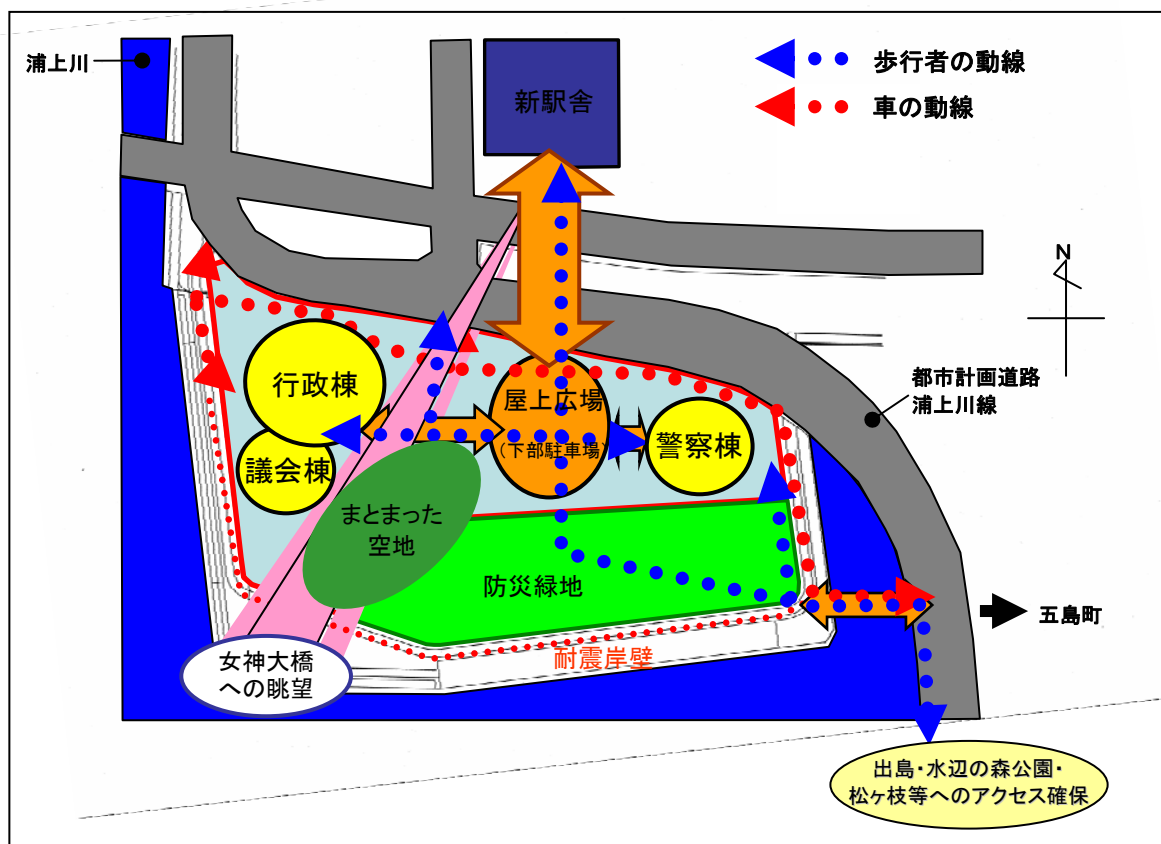 浦上川
新駅舎
歩行者の動線
車の動線
N
行政棟
議会棟
屋上広場
(下部駐車場)
警察棟
都市計画道路
浦上川線
まとまった
空地
防災緑地
五島町
耐震岸壁
女神大橋
への眺望
出島・水辺の森公園・
松ヶ枝等へのアクセス確保